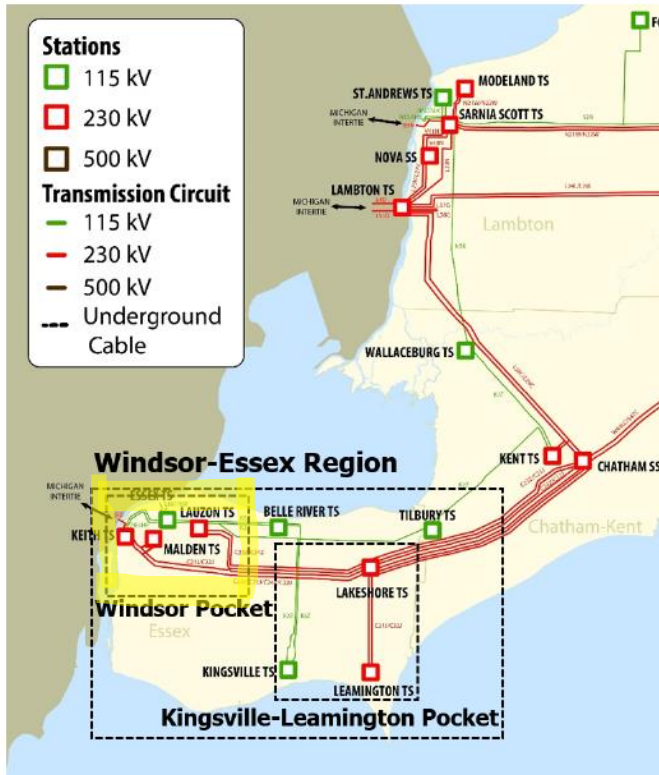 Stations
115 kV
230 kV
500 kV
Transmission Circuit
115 kV
230 kV
500 kV
Underground
Cable
ST.ANDREWS TS
MODELAND TS
MICHIGAN
INTERTIE
SARNIA SCOTT TS
NOVA SS
LAMBTON TS
MICHIGAN
INTERTIE
Lambton
WALLACEBURG TS
KENT TS
CHATHAM SS
Chatham-Kent
Windsor-Essex Region
MICHIGAN
INTERTIE
ESSEX TS
LAUZON TS
BELLE RIVER TS
TILBURY TS
KEITH TS
MALDEN TS
LAKESHORE TS
Windsor Pocket
Essex
KINGSVILLE TS
LEAMINGTON TS
Kingsville-Leamington Pocket